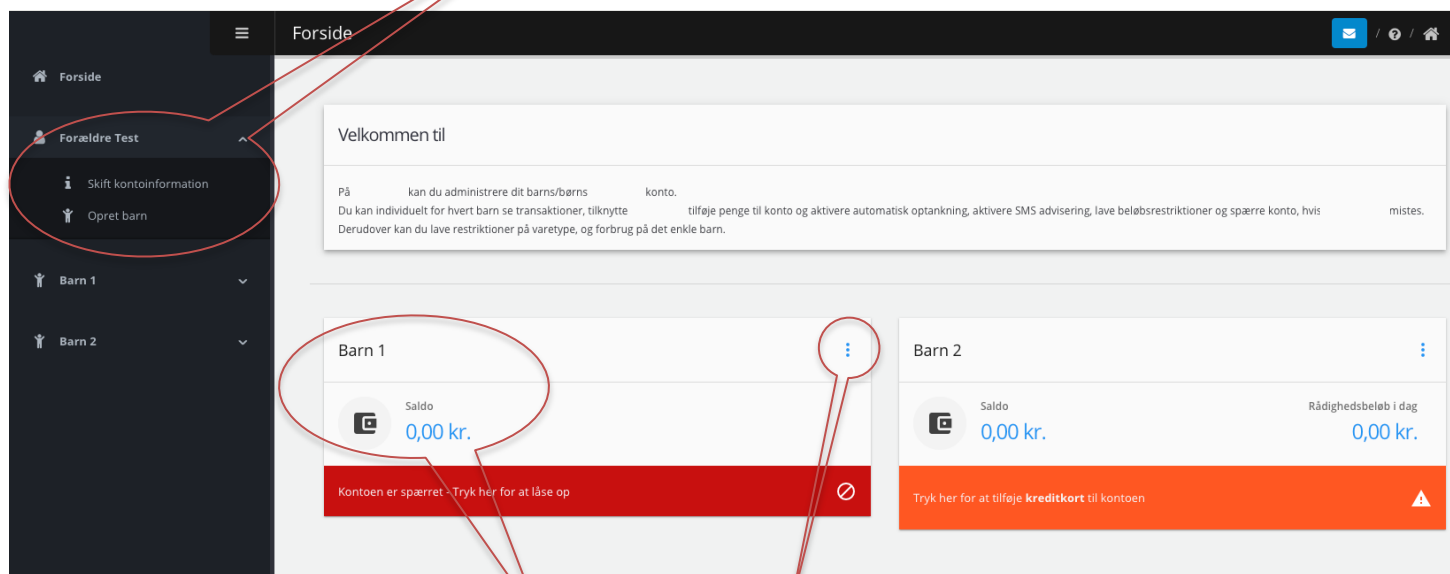 Forside
/ / 
Forside
Forældre Test
Skift kontoinformation
Opret barn
Barn 1
Barn 2
Velkommen til
På kan du administrere dit barns/børns konto.
Du kan individuelt for hvert barn se transaktioner, tilknytte tilføje penge til konto og aktivere automatisk optankning, aktivere SMS advisering, lave beløbsrestriktioner og spærre konto, hvis mistes.
Derudover kan du lave restriktioner på varetype, og forbrug på det enkle barn.
Barn 1
Saldo
0,00 kr.
Kontoen er spærret - Tryk her for at låse op
Barn 2
Saldo
0,00 kr.
Rådighedsbeløb i dag
0,00 kr.
Tryk her for at tilføje kreditkort til kontoen